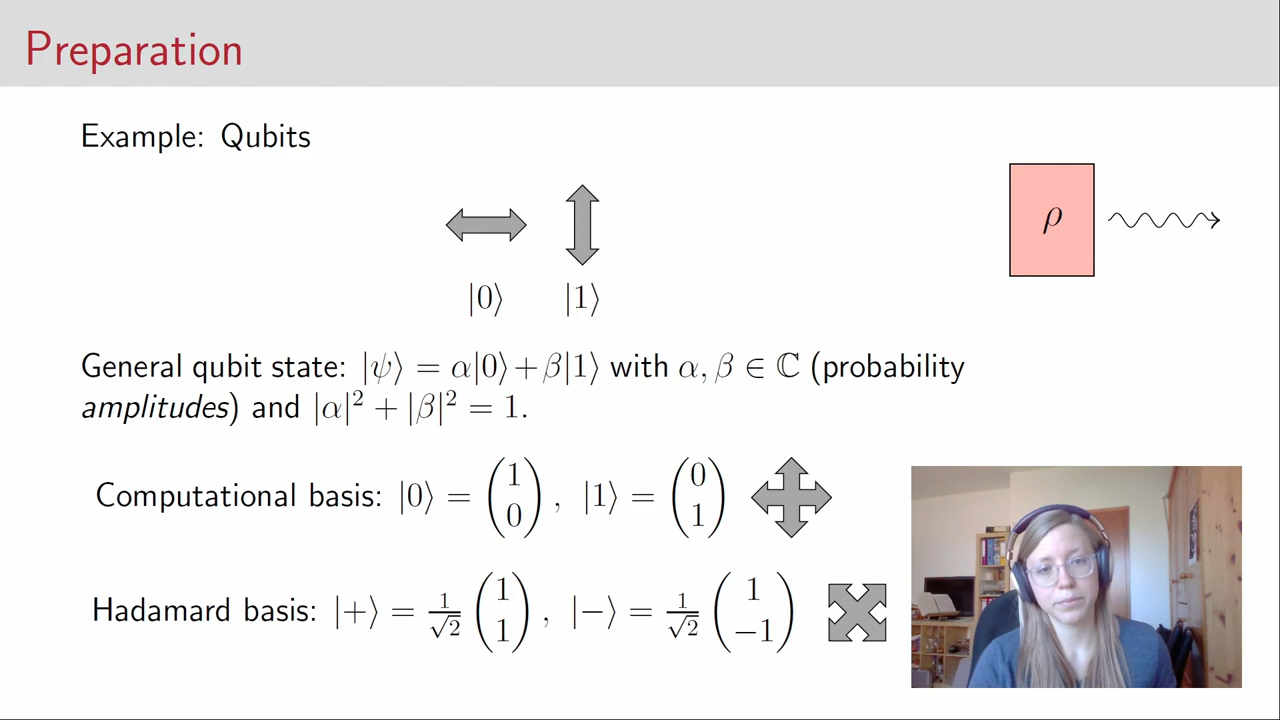 Preparation
Example: Qubits
ρ
|0⟩ |1⟩
General qubit state: |ψ⟩ = α|0⟩+β|1⟩ with α, β ∈ ℂ (probability
amplitudes) and |α|² + |β|² = 1.
Computational basis: |0⟩ = (1 0), |1⟩ = (0 1)
Hadamard basis: |+⟩ = 1/√2 (1 1), |−⟩ = 1/√2 (1 −1)